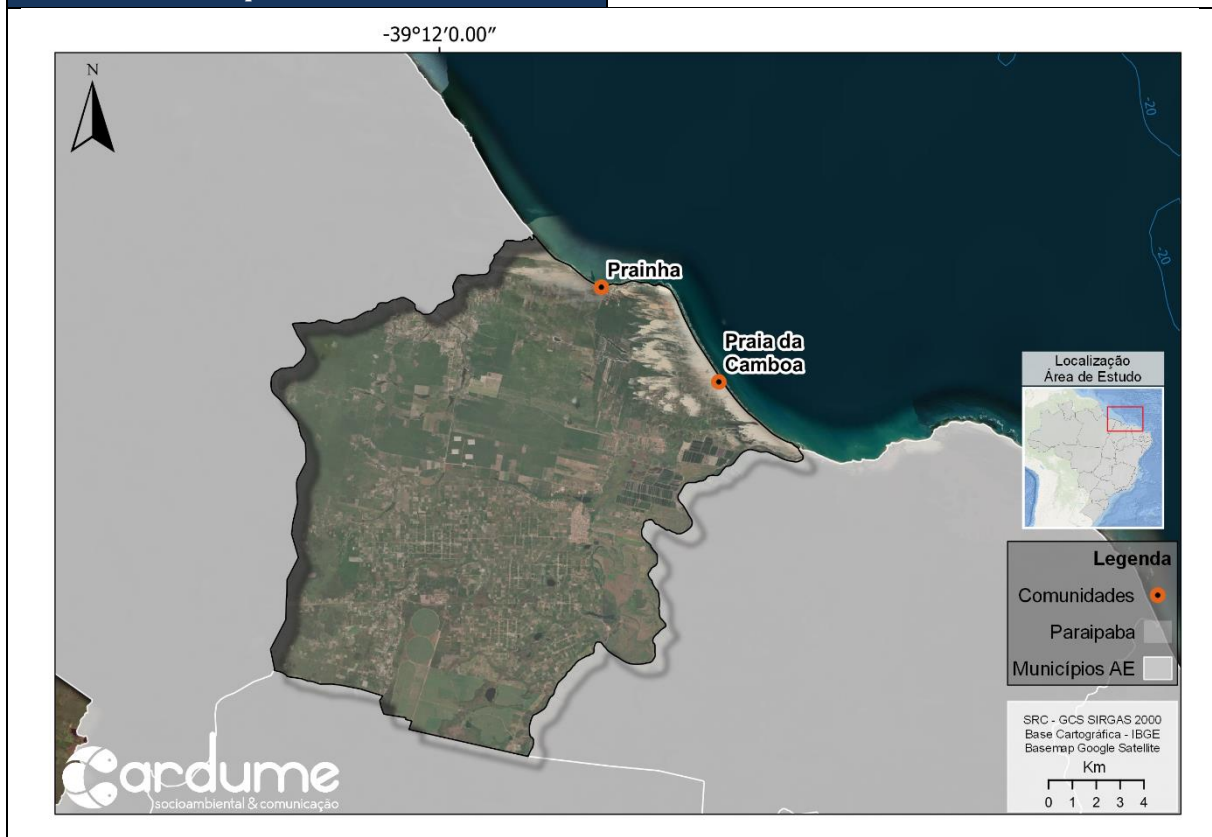 -39°12'0.00"
N
-20
-20
Prainha
Praia da
Camboa
Localização
Área de Estudo
Legenda
Comunidades
Paraipaba
Municípios AE
SRC - GCS SIRGAS 2000
Base Cartográfica - IBGE
Basemap Google Satellite
Km
0 1 2 3 4
Cardume
socioambiental & comunicação